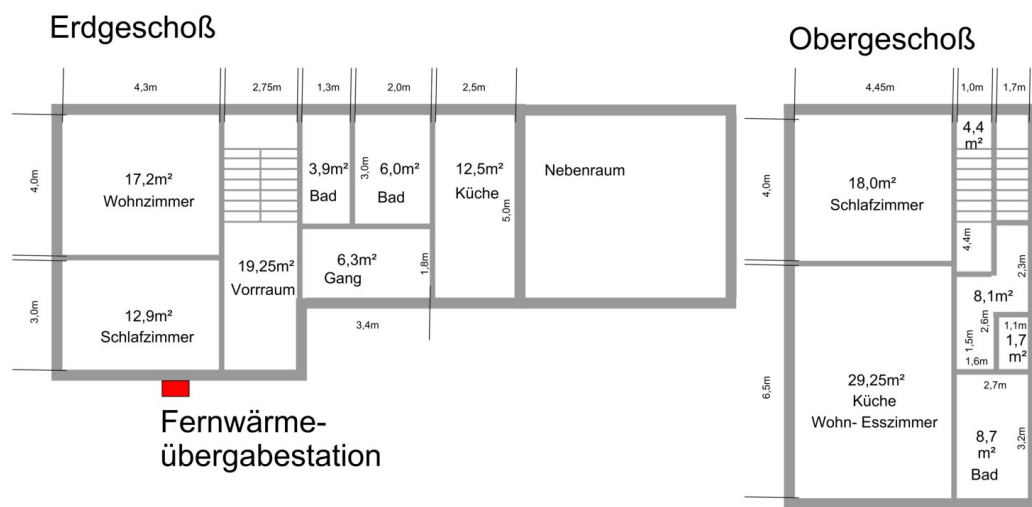 Erdgeschoß
4,3m
2,75m
1,3m
2,0m
2,5m
4,0m
17,2m²
Wohnzimmer
3,9m²
Bad
3,0m
6,0m²
Bad
12,5m²
Küche
5,0m
Nebenraum
19,25m²
Vorrraum
6,3m²
Gang
1,8m
3,0m
12,9m²
Schlafzimmer
3,4m
Fernwärme-
übergabestation
Obergeschoß
4,45m
1,0m
1,7m
4,4
m²
4,0m
18,0m²
Schlafzimmer
4,4m
2,3m
8,1m²
2,6m
1,1m
1,7
m²
1,5m
1,6m
6,5m
29,25m²
Küche
Wohn- Esszimmer
2,7m
8,7
m²
Bad
3,2m